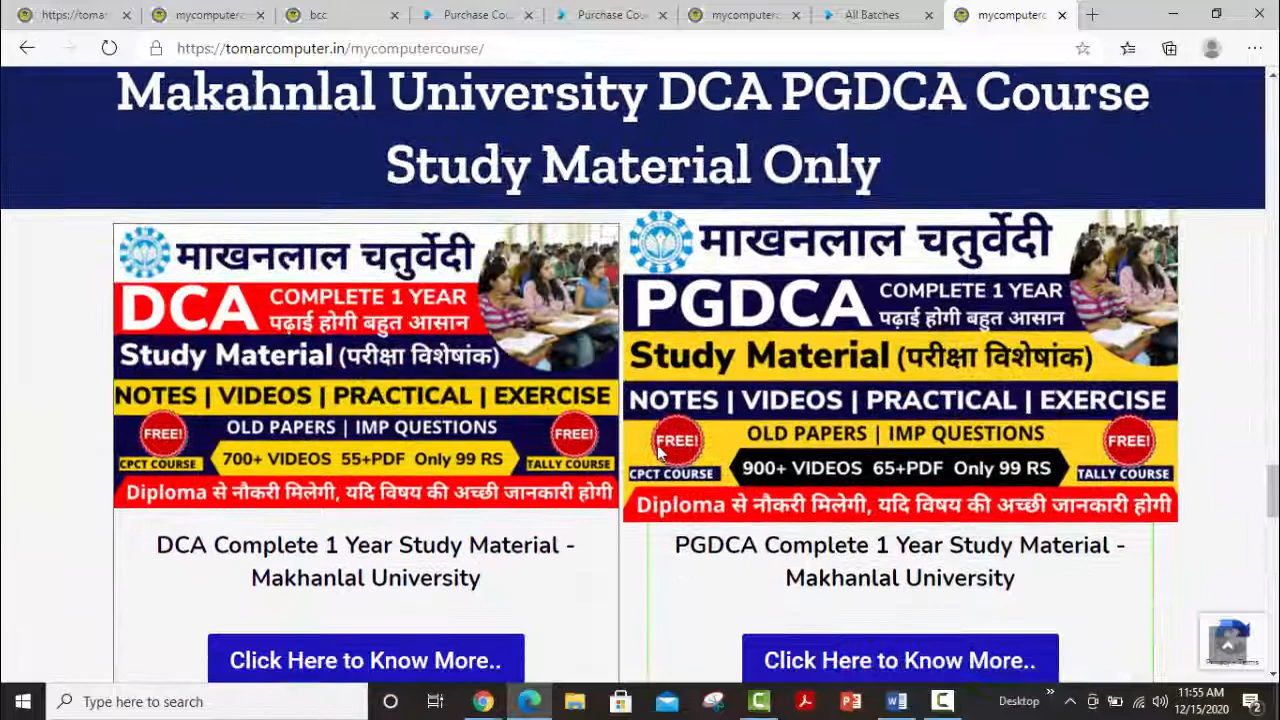 https://tomar
mycomputer
bcc
Purchase Cou
Purchase Cou
mycomputer
All Batches
mycomputerc
https://tomarcomputer.in/mycomputercourse/
Makahnlal University DCA PGDCA Course
Study Material Only
माखनलाल चतुर्वेदी
DCA COMPLETE 1 YEAR
पढ़ाई होगी बहुत आसान
Study Material (परीक्षा विशेषांक)
NOTES | VIDEOS | PRACTICAL | EXERCISE
OLD PAPERS | IMP QUESTIONS
FREE!
FREE!
CPCT COURSE
700+ VIDEOS 55+PDF Only 99 RS
TALLY COURSE
Diploma से नौकरी मिलेगी, यदि विषय की अच्छी जानकारी होगी
DCA Complete 1 Year Study Material -
Makhanlal University
Click Here to Know More..
माखनलाल चतुर्वेदी
PGDCA COMPLETE 1 YEAR
पढ़ाई होगी बहुत आसान
Study Material (परीक्षा विशेषांक)
NOTES | VIDEOS | PRACTICAL | EXERCISE
OLD PAPERS | IMP QUESTIONS
FREE!
FREE!
CPCT COURSE
900+ VIDEOS 65+PDF Only 99 RS
TALLY COURSE
Diploma से नौकरी मिलेगी, यदि विषय की अच्छी जानकारी होगी
PGDCA Complete 1 Year Study Material -
Makhanlal University
Click Here to Know More..
Privacy - Terms
Type here to search
Desktop
11:55 AM
12/15/2020
2